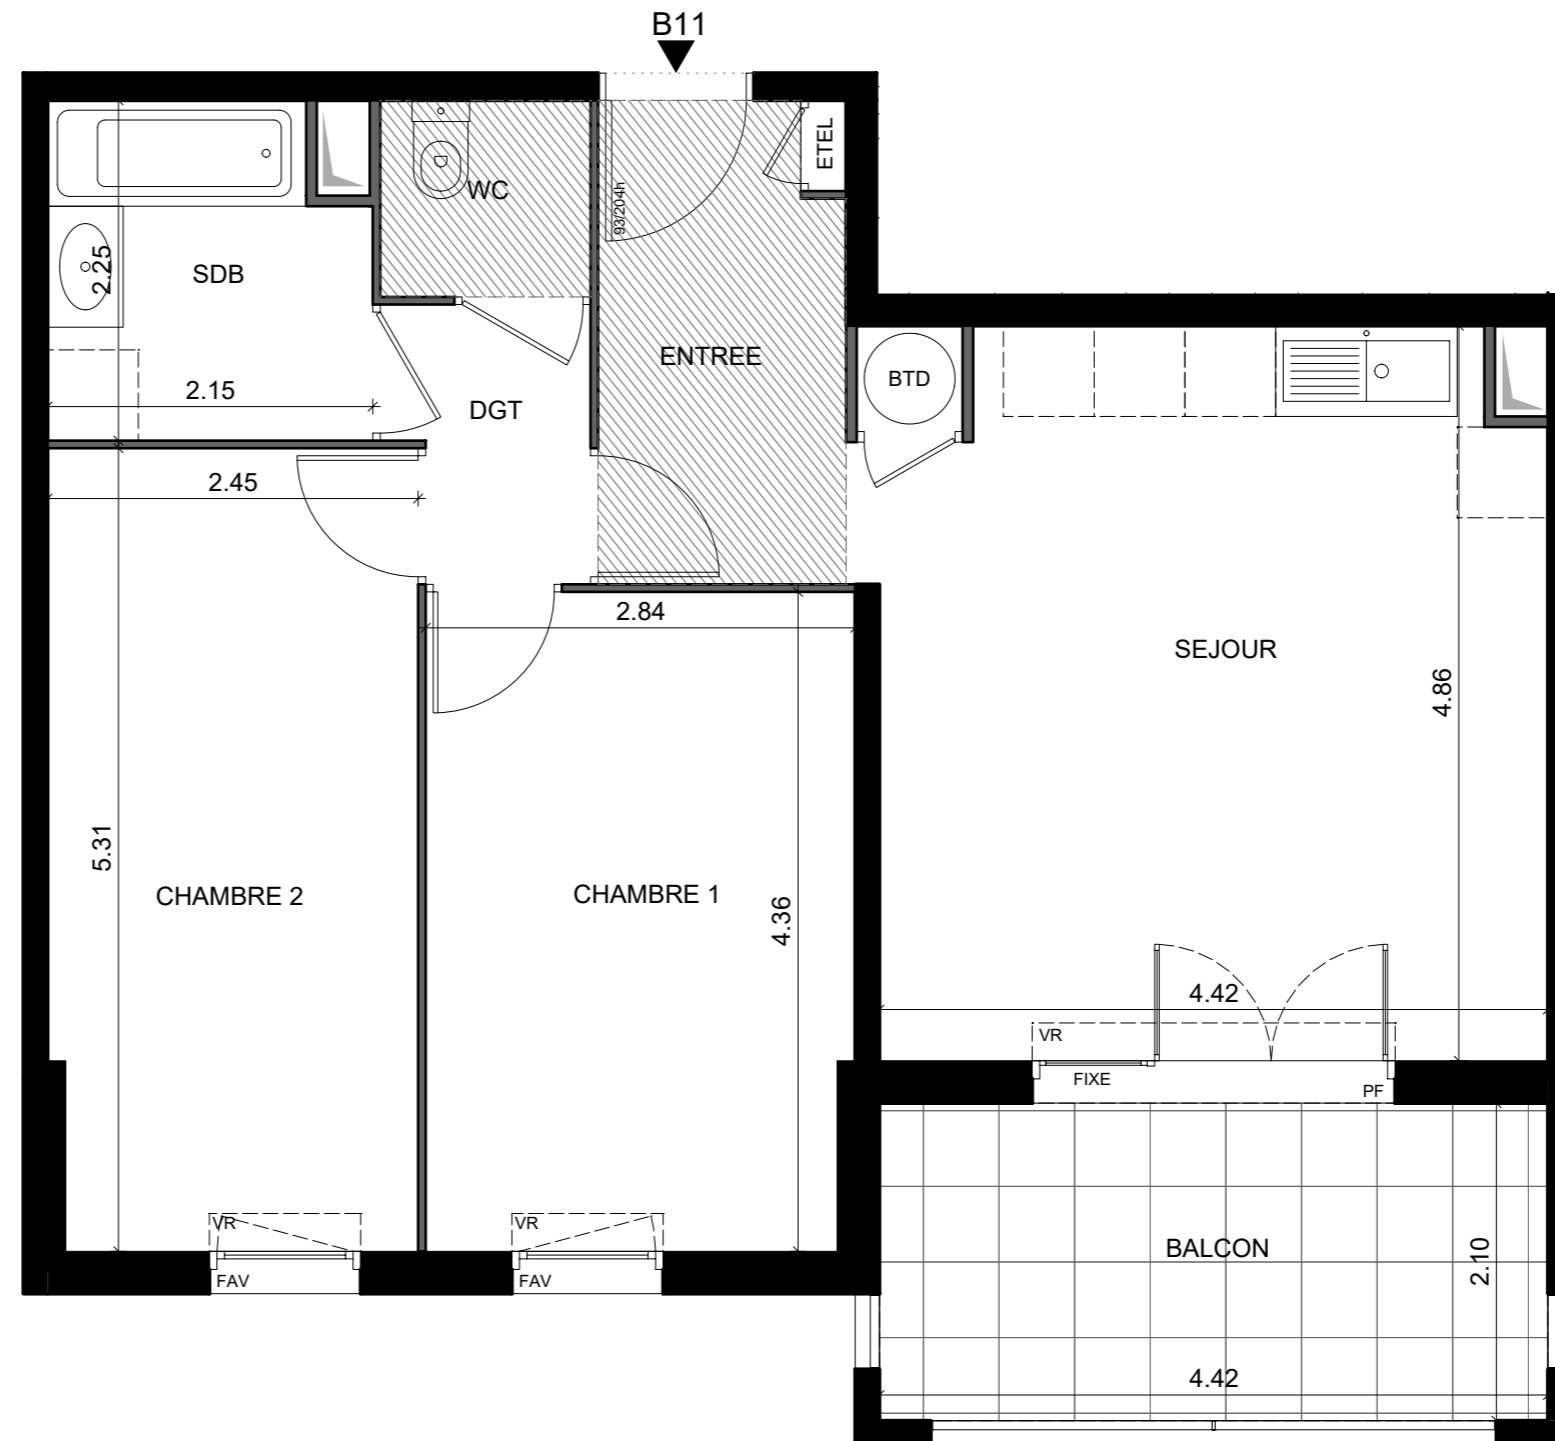 B11
ETEL
WC
93/204h
SDB
2.25
ENTREE
BTD
2.15
DGT
2.45
2.84
SEJOUR
4.86
5.31
CHAMBRE 2
CHAMBRE 1
4.36
4.42
VR
FIXE
PF
VR
VR
BALCON
2.10
FAV
FAV
4.42